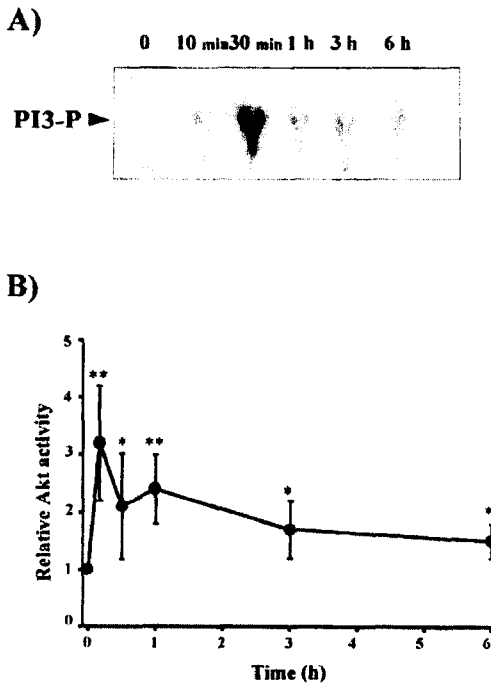 A)
0 10 min 30 min 1 h 3 h 6 h
PI3-P
B)
5
**
4
*
**
3
*
*
2
1
0
Relative Akt activity
0 1 2 3 4 5 6
Time (h)